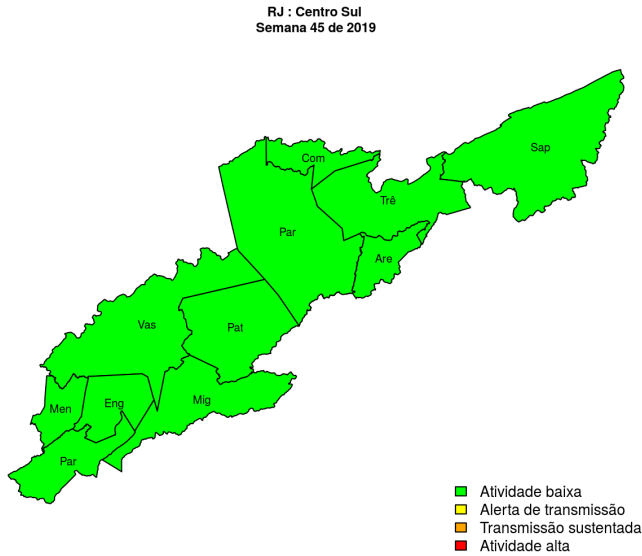 RJ : Centro Sul
Semana 45 de 2019
Sap
Com
Trê
Par
Are
Vas
Pat
Men
Eng
Mig
Par
Atividade baixa
Alerta de transmissão
Transmissão sustentada
Atividade alta